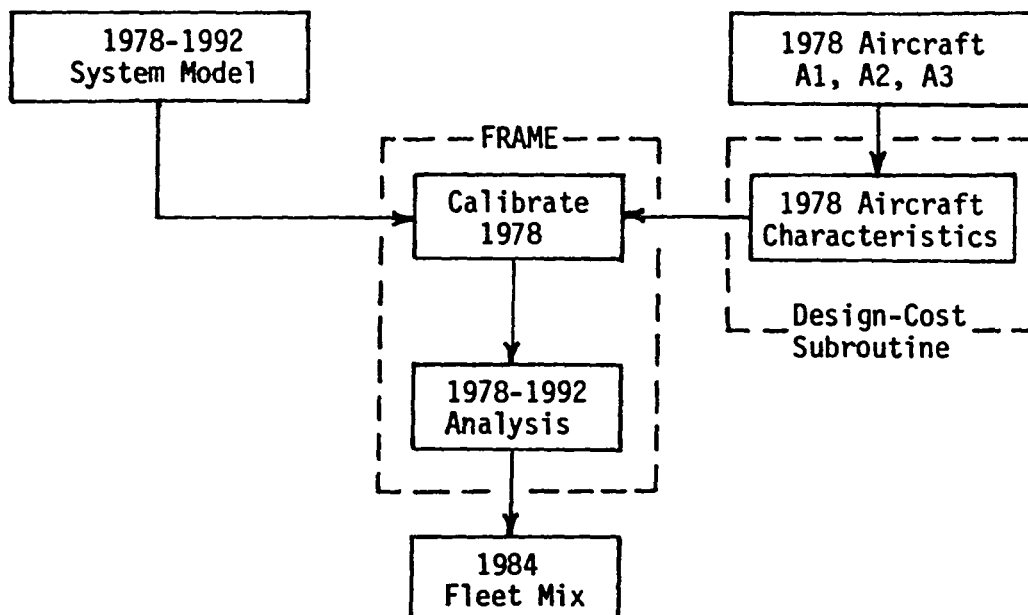 1978-1992
System Model
1978 Aircraft
A1, A2, A3
FRAME
Calibrate
1978
1978 Aircraft
Characteristics
Design-Cost
Subroutine
1978-1992
Analysis
1984
Fleet Mix